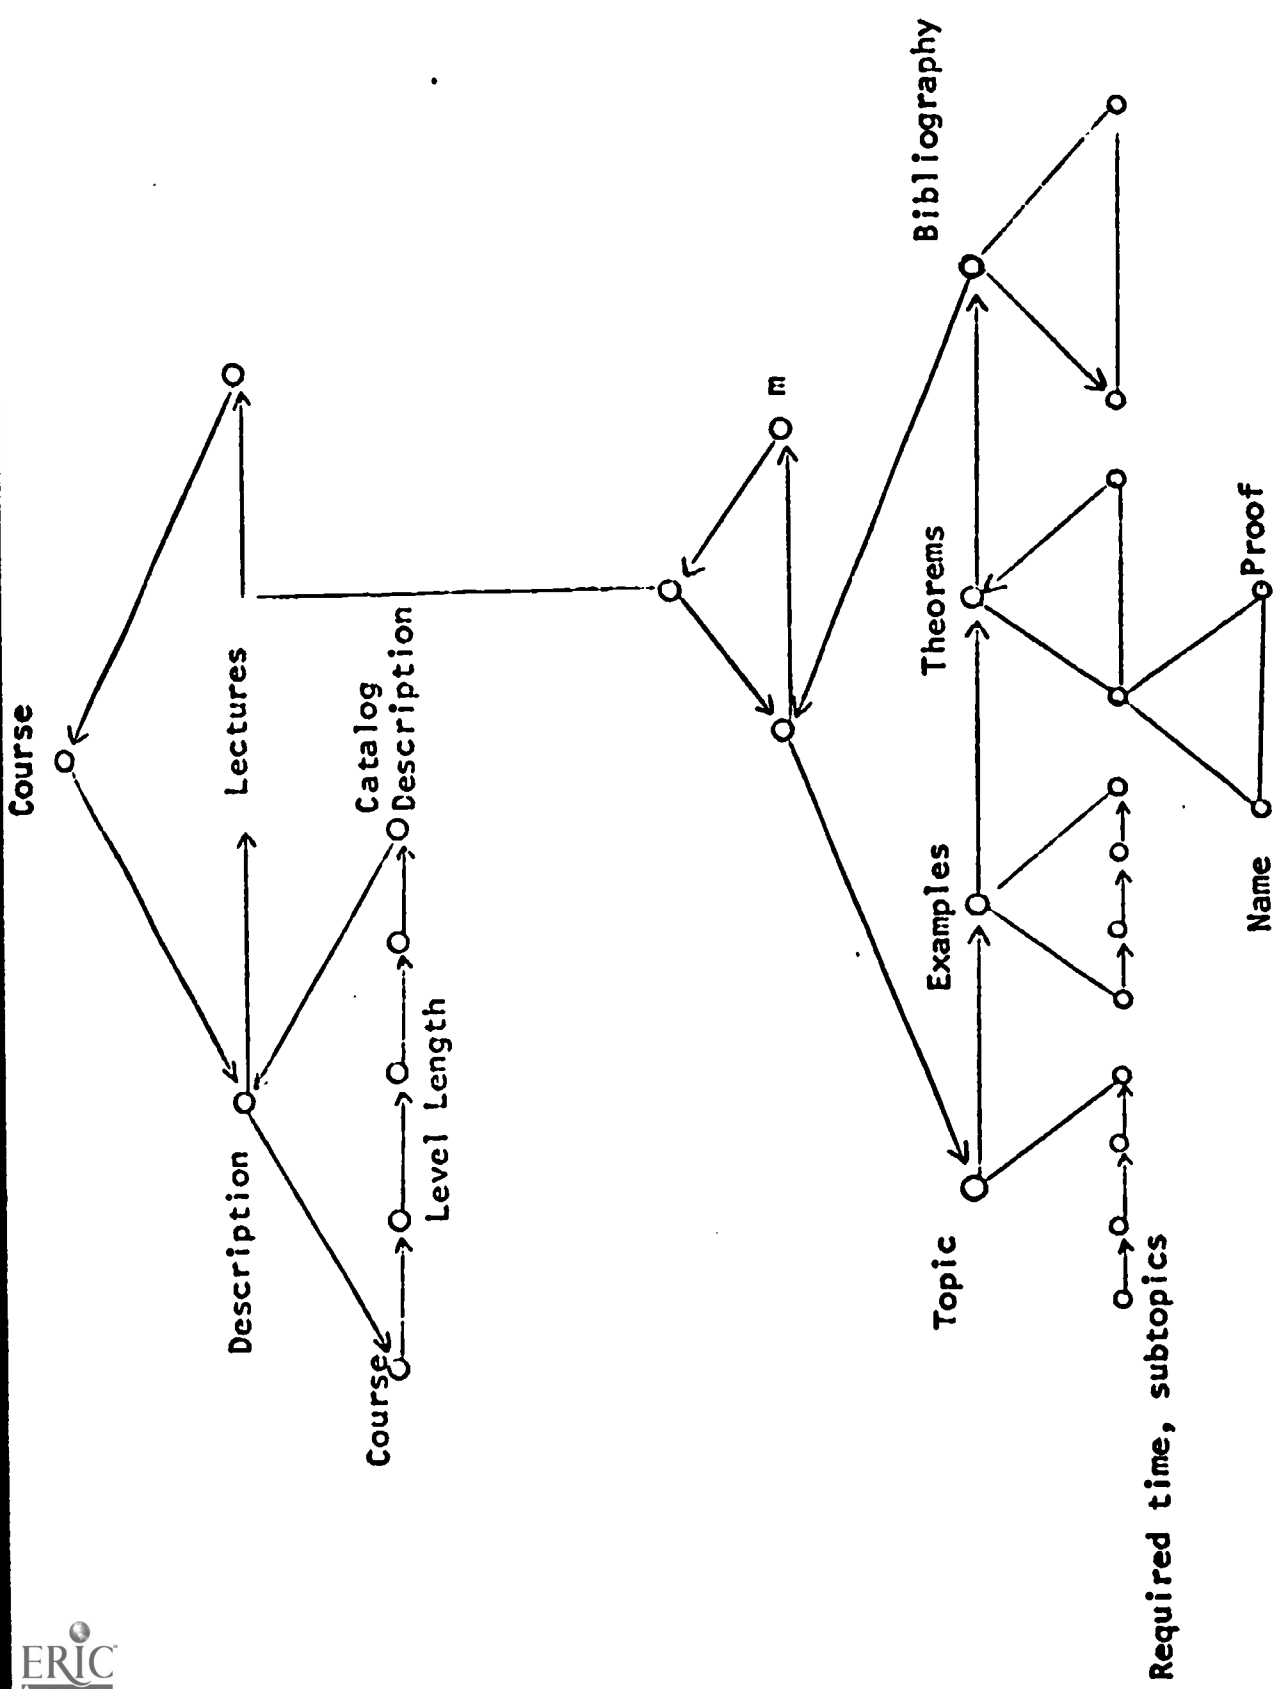 Course
Description
Lectures
Course
Level Length
Catalog
Description
m
Topic
Examples
Theorems
Bibliography
Required time, subtopics
Name
Proof
ERIC